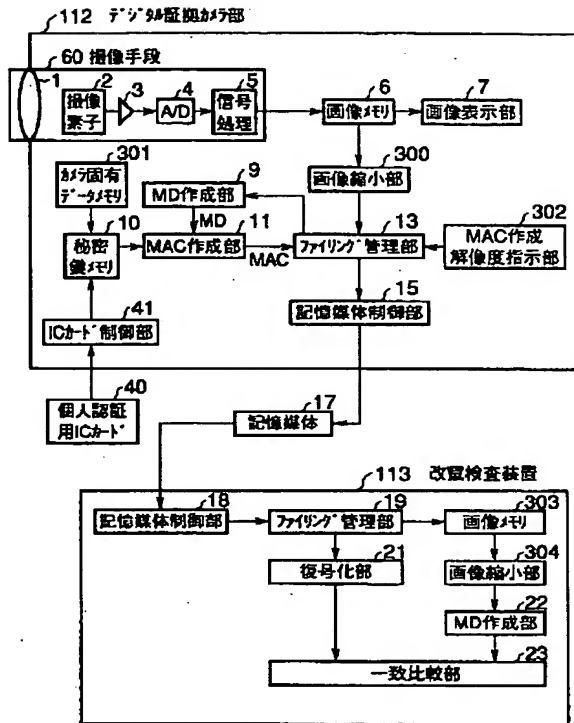 112 デジタル証拠カメラ部
60 撮像手段
1
2
撮像
素子
3
4
A/D
5
信号
処理
6
画像メモリ
7
画像表示部
300
画像縮小部
301
カメラ固有
データメモリ
9
MD作成部
MD
10
秘密
鍵メモリ
11
MAC作成部
MAC
13
ファイリング管理部
302
MAC作成
解像度指示部
15
記憶媒体制御部
41
ICカード制御部
40
個人認証
用ICカード
17
記憶媒体
113 改竄検査装置
18
記憶媒体制御部
19
ファイリング管理部
303
画像メモリ
21
復号化部
304
画像縮小部
22
MD作成部
23
一致比較部